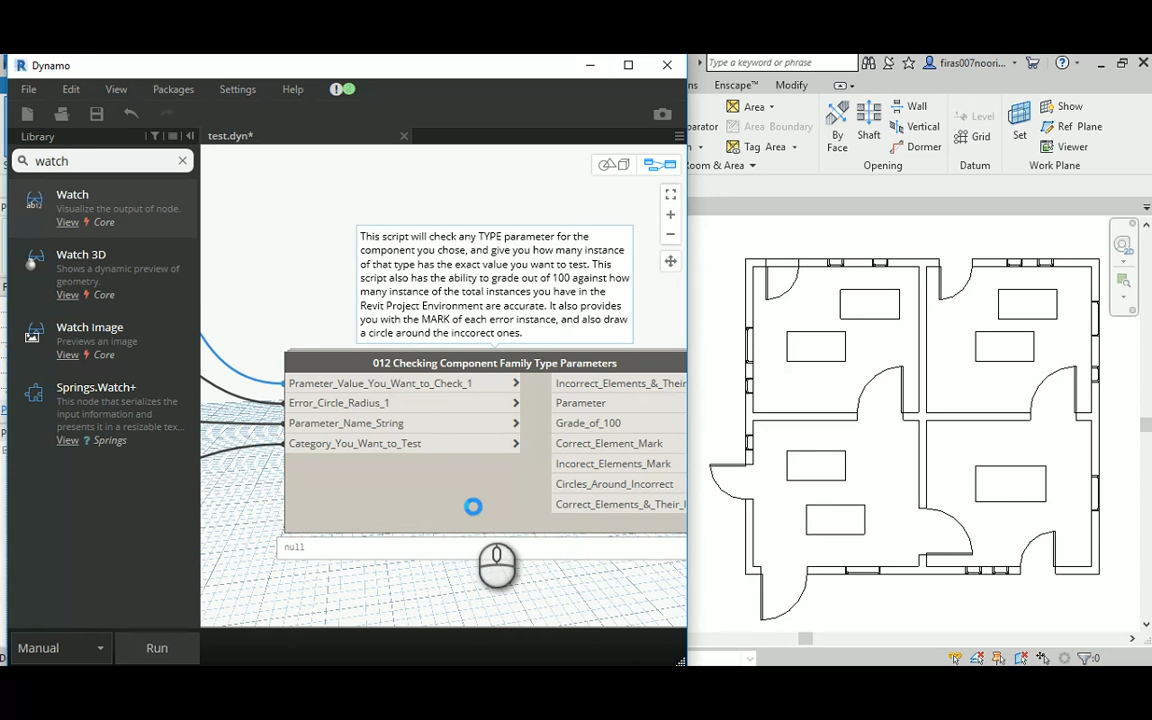 Dynamo
File Edit View Packages Settings Help
Library
test.dyn*
watch
Watch
Visualize the output of node.
View Core
Watch 3D
Shows a dynamic preview of
geometry.
View Core
Watch Image
Previews an image
View Core
Springs.Watch+
This node that serializes the
input information and
presents it in a resizable tex...
View ? Springs
Manual
Run
This script will check any TYPE parameter for the
component you chose, and give you how many instance
of that type has the exact value you want to test. This
script also has the ability to grade out of 100 against how
many instance of the total instances you have in the
Revit Project Environment are accurate. It also provides
you with the MARK of each error instance, and also draw
a circle around the inccorect ones.
012 Checking Component Family Type Parameters
Prameter_Value_You_Want_to_Check_1
Error_Circle_Radius_1
Parameter_Name_String
Category_You_Want_to_Test
Incorrect_Elements_&_Their
Parameter
Grade_of_100
Correct_Element_Mark
Incorect_Elements_Mark
Circles_Around_Incorrect
Correct_Elements_&_Their_
null
Type a keyword or phrase
firas007noori...
ns Enscape™ Modify
parator
Area
Area Boundary
Tag Area
By
Face
Shaft
Wall
Vertical
Dormer
Level
Grid
Set
Show
Ref Plane
Viewer
m & Area
Opening
Datum
Work Plane
2D
:0